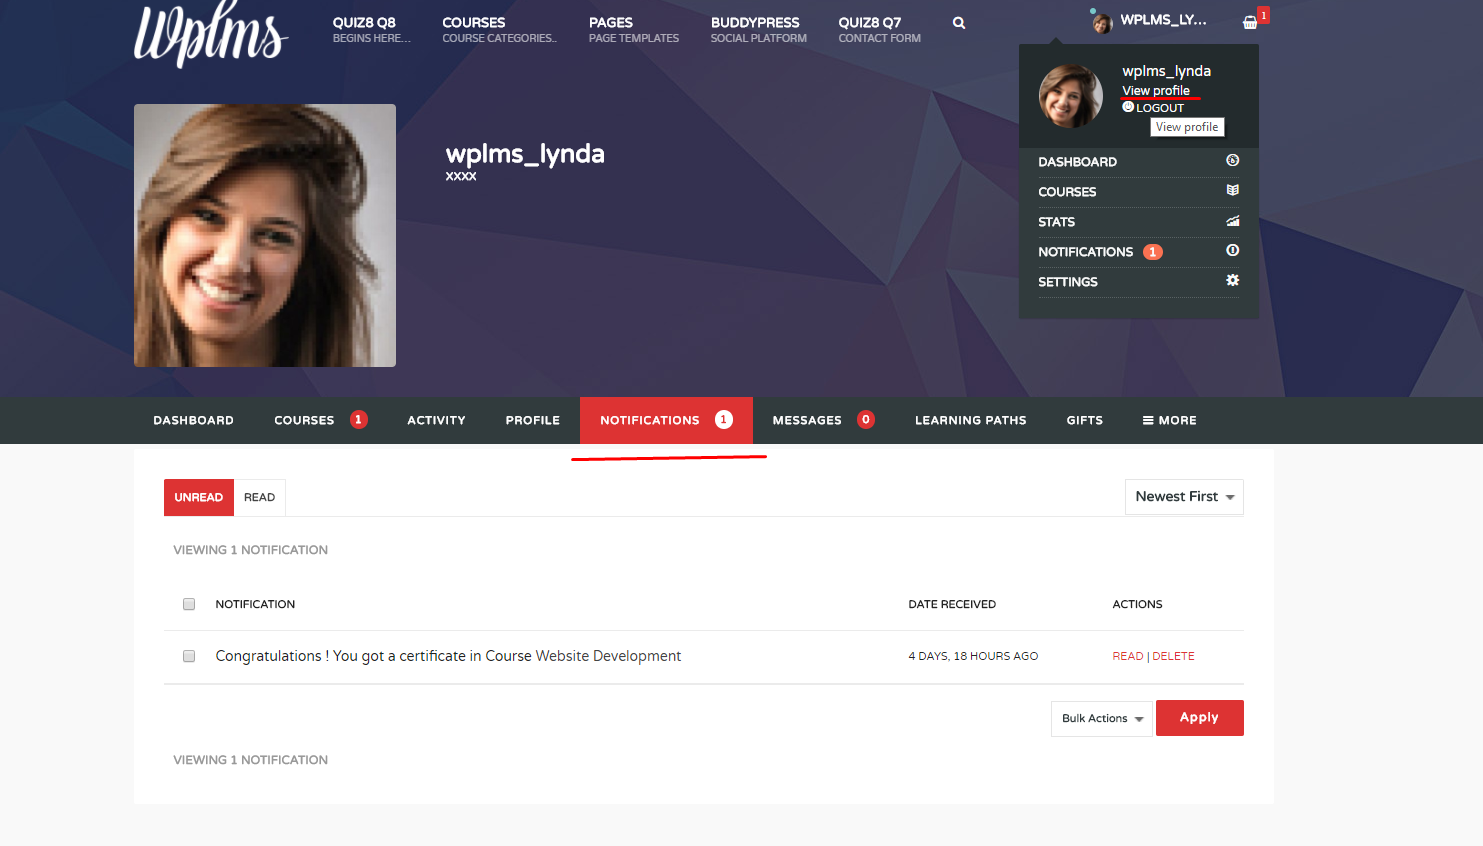 Wplms
QUIZ8 Q8
BEGINS HERE...
COURSES
COURSE CATEGORIES..
PAGES
PAGE TEMPLATES
BUDDYPRESS
SOCIAL PLATFORM
QUIZ8 Q7
CONTACT FORM
WPLMS_LY...
1
wplms_lynda
View profile
LOGOUT
View profile
DASHBOARD
COURSES
STATS
NOTIFICATIONS 1
SETTINGS
wplms_lynda
xxxx
DASHBOARD COURSES 1 ACTIVITY PROFILE NOTIFICATIONS 1 MESSAGES 0 LEARNING PATHS GIFTS MORE
UNREAD READ Newest First
VIEWING 1 NOTIFICATION
NOTIFICATION DATE RECEIVED ACTIONS
Congratulations ! You got a certificate in Course Website Development 4 DAYS, 18 HOURS AGO READ | DELETE
Bulk Actions Apply
VIEWING 1 NOTIFICATION